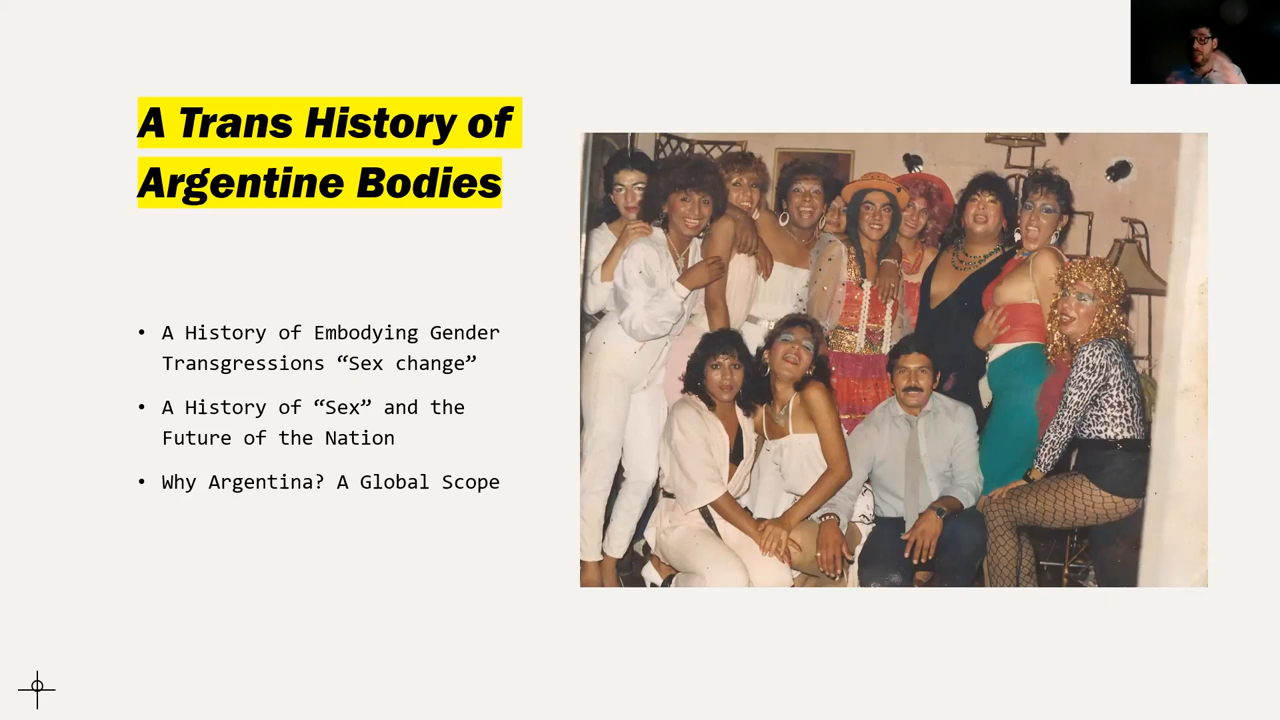 A Trans History of
Argentine Bodies
• A History of Embodying Gender
Transgressions “Sex change”
• A History of “Sex” and the
Future of the Nation
• Why Argentina? A Global Scope